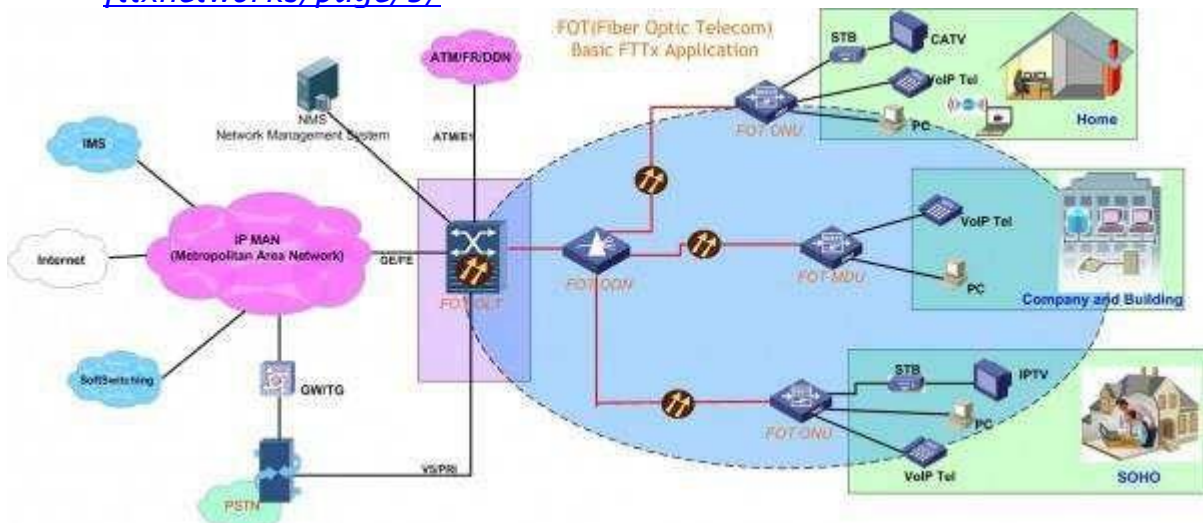 fttxnetworks/page/3/
FOT(Fiber Optic Telecom)
Basic FTTx Application
ATM/FR/DDN
NMS
Network Management System
ATM/E1
IMS
IP MAN
(Metropolitan Area Network)
Internet
GE/FE
SoftSwitching
GW/TG
PSTN
V5/PRI
FOT-OLT
FOT-ODN
FOT-ONU
STB
CATV
VoIP Tel
PC
Home
FOT-MDU
VoIP Tel
PC
Company and Building
FOT-ONU
STB
IPTV
PC
VoIP Tel
SOHO